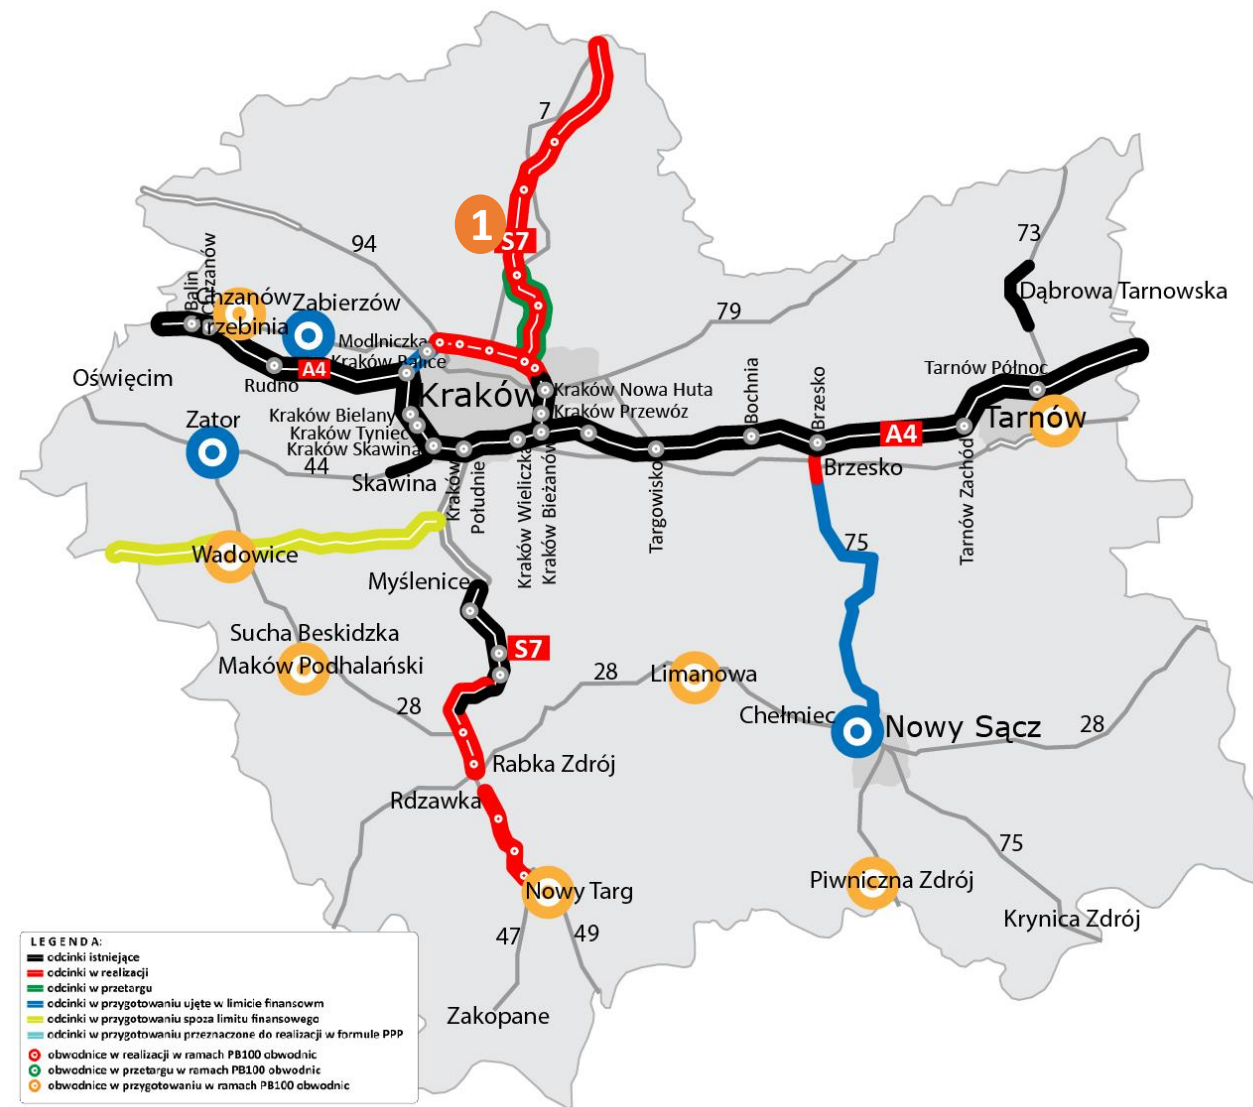 7
1
S7
94
73
Balin
Chrzanów
Chzanów
Zabierzów
Dąbrowa Tarnowska
79
rzebinia
Modlniczka
Kraków Balice
A4
Oświęcim
Rudno
Kraków
Tarnów Północ
Kraków Nowa Huta
Kraków Przewóz
Bochnia
Brzesko
Zator
Kraków Bielany
Kraków Tyniec
Kraków Skawina
A4
Tarnów
44
Skawina
Kraków
Południe
Kraków Wieliczka
Kraków Bieżanów
Targowisko
Brzesko
Tarnów Zachód
Wadowice
75
Myślenice
Sucha Beskidzka
Maków Podhalański
S7
28
Limanowa
28
Chełmiec
Nowy Sącz
28
Rabka Zdrój
Rdzawka
75
Nowy Targ
Piwniczna Zdrój
Krynica Zdrój
47
49
Zakopane
LEGENDA:
odcinki istniejące
odcinki w realizacji
odcinki w przetargu
odcinki w przygotowaniu ujęte w limicie finansowm
odcinki w przygotowaniu spoza limitu finansowego
odcinki w przygotowaniu przeznaczone do realizacji w formule PPP
obwodnice w realizacji w ramach PB100 obwodnic
obwodnice w przetargu w ramach PB100 obwodnic
obwodnice w przygotowaniu w ramach PB100 obwodnic